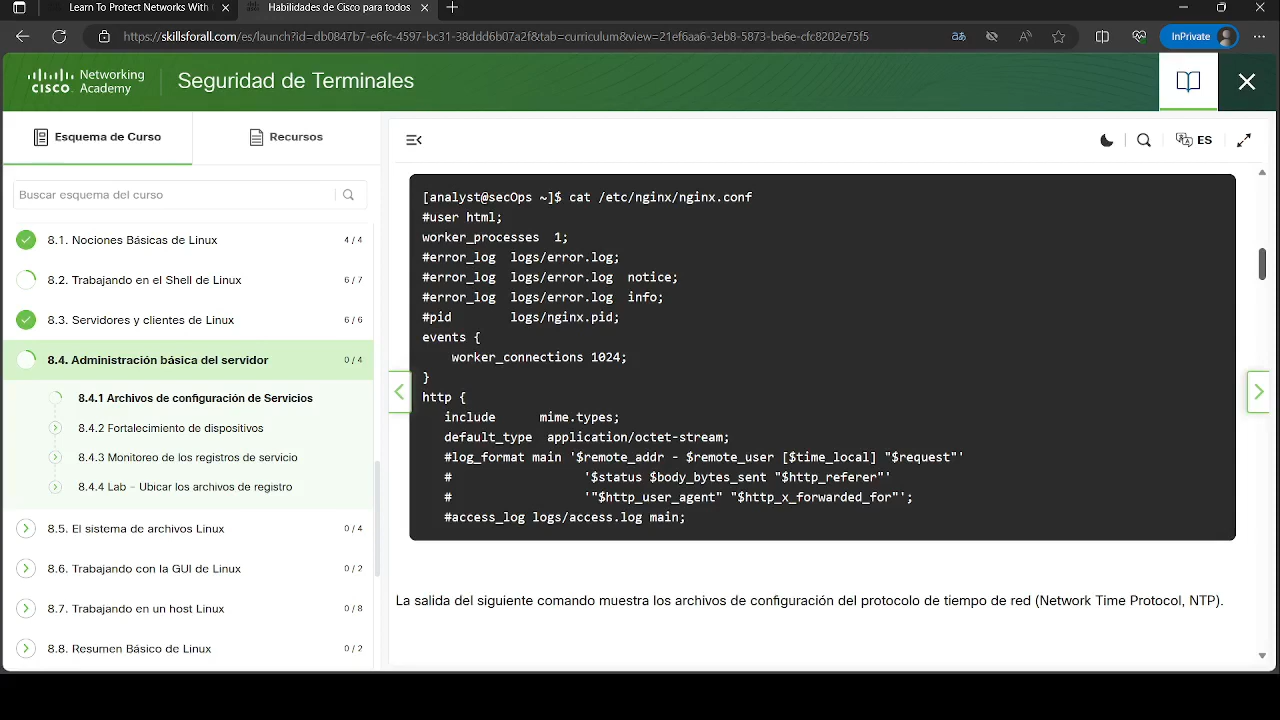 Learn To Protect Networks With
Habilidades de Cisco para todos
https://skillsforall.com/es/launch?id=db0847b7-e6fc-4597-bc31-38ddd6b07a2f&tab=curriculum&view=21ef6aa6-3eb8-5873-be6e-cfc8202e75f5
InPrivate
Networking
CISCO Academy
Seguridad de Terminales
Esquema de Curso
Recursos
ES
Buscar esquema del curso
8.1. Nociones Básicas de Linux 4 / 4
8.2. Trabajando en el Shell de Linux 6 / 7
8.3. Servidores y clientes de Linux 6 / 6
8.4. Administración básica del servidor 0 / 4
8.4.1 Archivos de configuración de Servicios
8.4.2 Fortalecimiento de dispositivos
8.4.3 Monitoreo de los registros de servicio
8.4.4 Lab – Ubicar los archivos de registro
8.5. El sistema de archivos Linux 0 / 4
8.6. Trabajando con la GUI de Linux 0 / 2
8.7. Trabajando en un host Linux 0 / 8
8.8. Resumen Básico de Linux 0 / 2
[analyst@secOps ~]$ cat /etc/nginx/nginx.conf
#user html;
worker_processes  1;
#error_log  logs/error.log;
#error_log  logs/error.log  notice;
#error_log  logs/error.log  info;
#pid        logs/nginx.pid;
events {
    worker_connections 1024;
}
http {
   include      mime.types;
   default_type  application/octet-stream;
   #log_format main '$remote_addr - $remote_user [$time_local] "$request"'
   #                  '$status $body_bytes_sent "$http_referer"'
   #                  '"$http_user_agent" "$http_x_forwarded_for"';
   #access_log logs/access.log main;
La salida del siguiente comando muestra los archivos de configuración del protocolo de tiempo de red (Network Time Protocol, NTP).